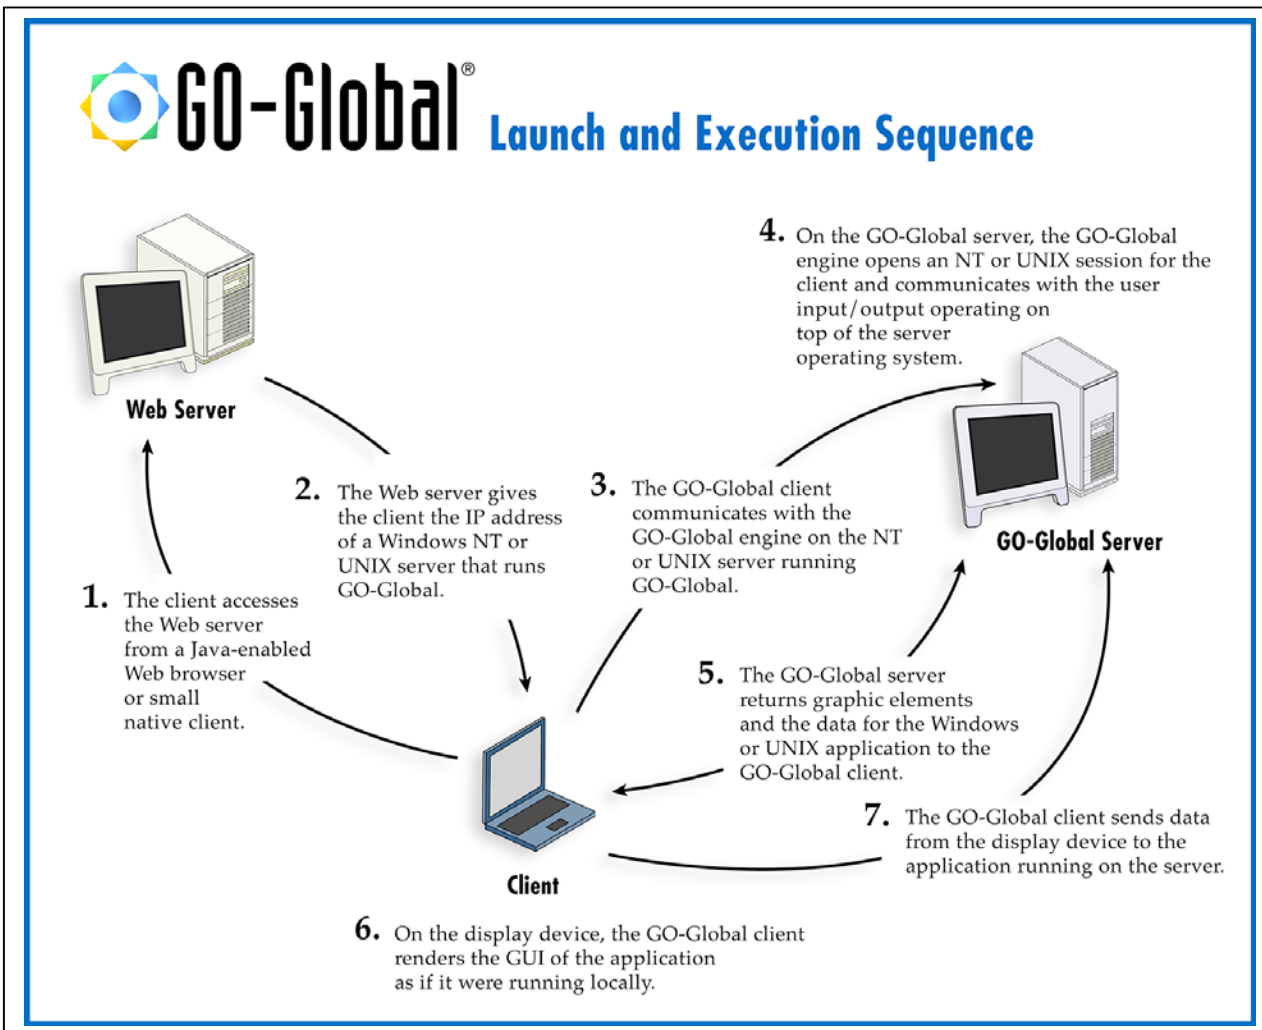 GO-Global® Launch and Execution Sequence
Web Server
1. The client accesses
the Web server
from a Java-enabled
Web browser
or small
native client.
2. The Web server gives
the client the IP address
of a Windows NT or
UNIX server that runs
GO-Global.
3. The GO-Global client
communicates with the
GO-Global engine on the NT
or UNIX server running
GO-Global.
4. On the GO-Global server, the GO-Global
engine opens an NT or UNIX session for the
client and communicates with the user
input/output operating on
top of the server
operating system.
GO-Global Server
5. The GO-Global server
returns graphic elements
and the data for the Windows
or UNIX application to the
GO-Global client.
Client
6. On the display device, the GO-Global client
renders the GUI of the application
as if it were running locally.
7. The GO-Global client sends data
from the display device to the
application running on the server.